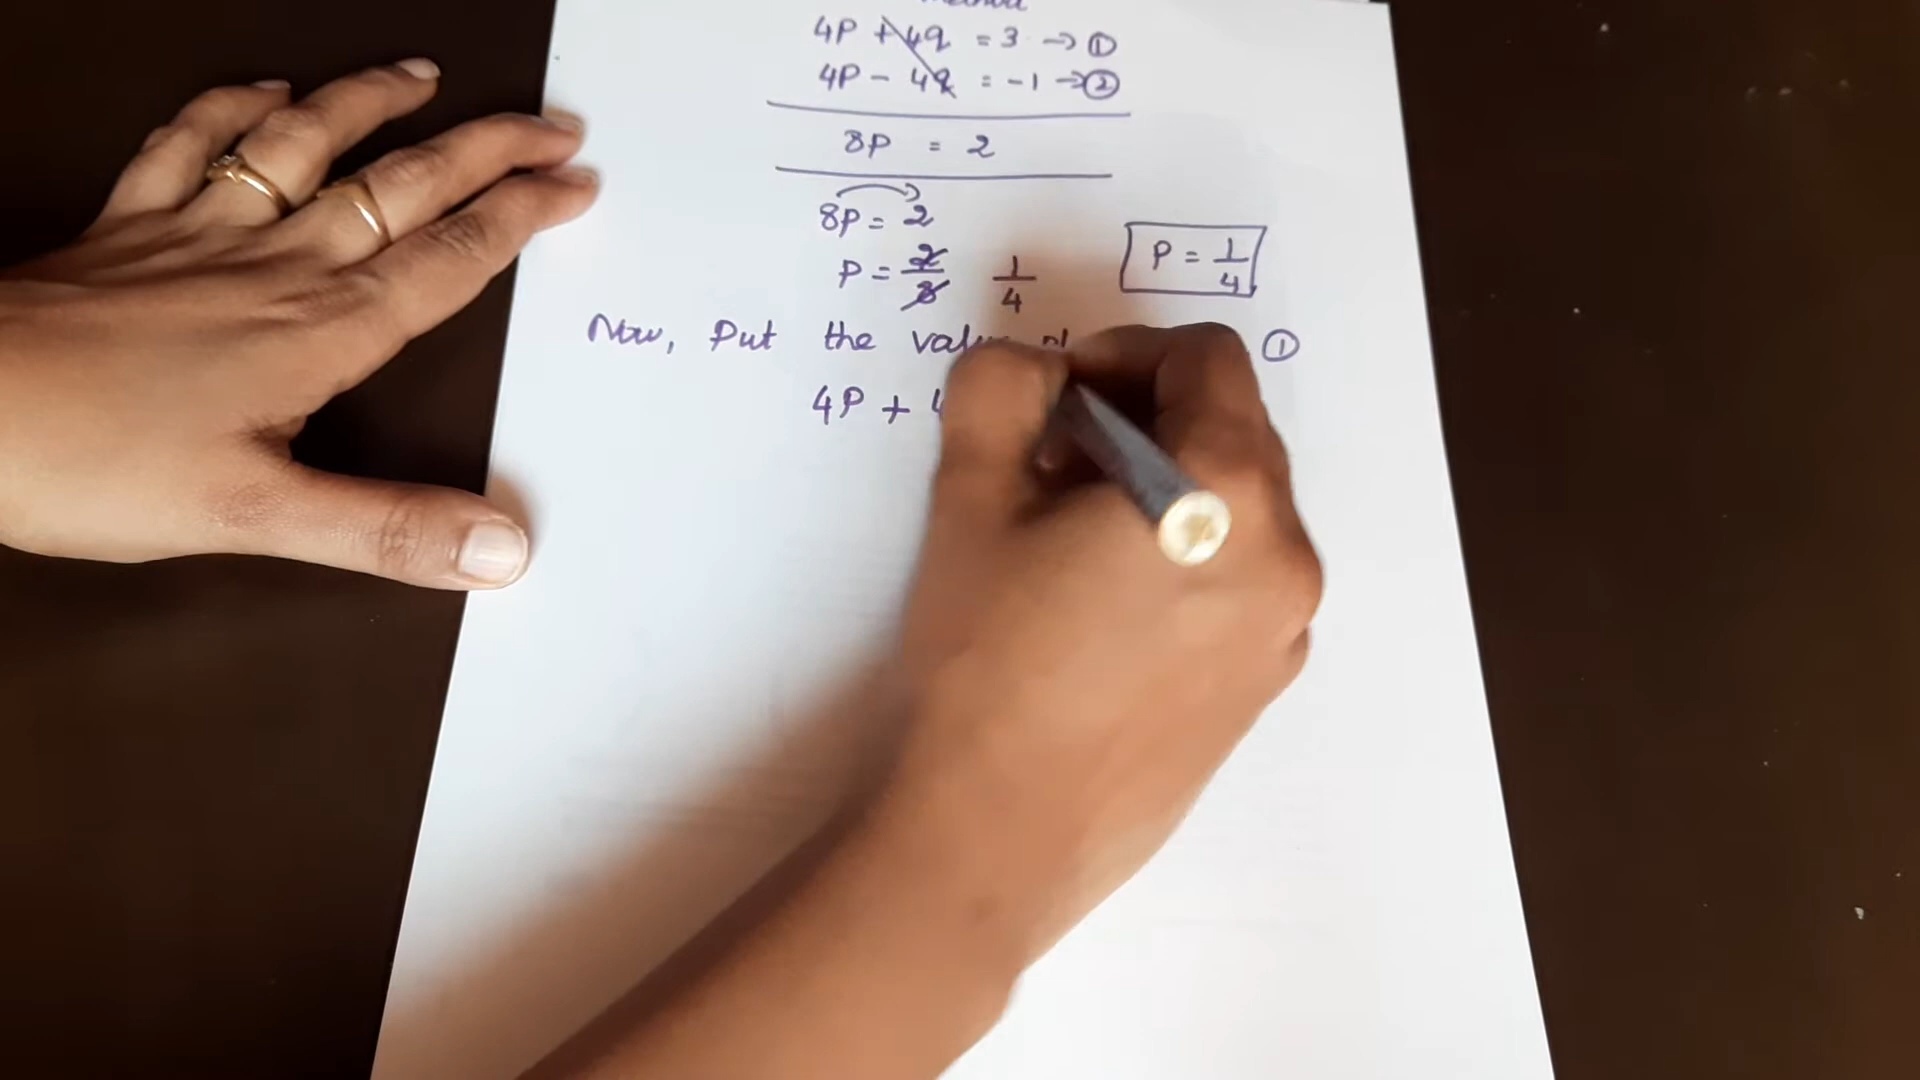 4P + 4q = 3 → ①
4P - 4q = -1 → ②
8P = 2
8P = 2
P = 2/8 1/4
P = 1/4
Now, Put the value ①
4P +